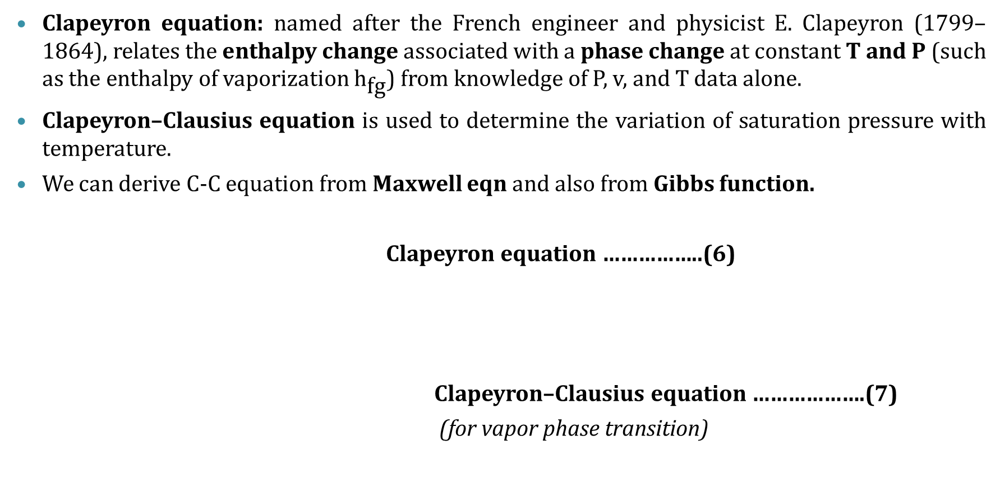 • Clapeyron equation: named after the French engineer and physicist E. Clapeyron (1799–
1864), relates the enthalpy change associated with a phase change at constant T and P (such
as the enthalpy of vaporization hfg) from knowledge of P, v, and T data alone.
• Clapeyron–Clausius equation is used to determine the variation of saturation pressure with
temperature.
• We can derive C-C equation from Maxwell eqn and also from Gibbs function.
Clapeyron equation ……………..(6)
Clapeyron–Clausius equation ……………….(7)
(for vapor phase transition)